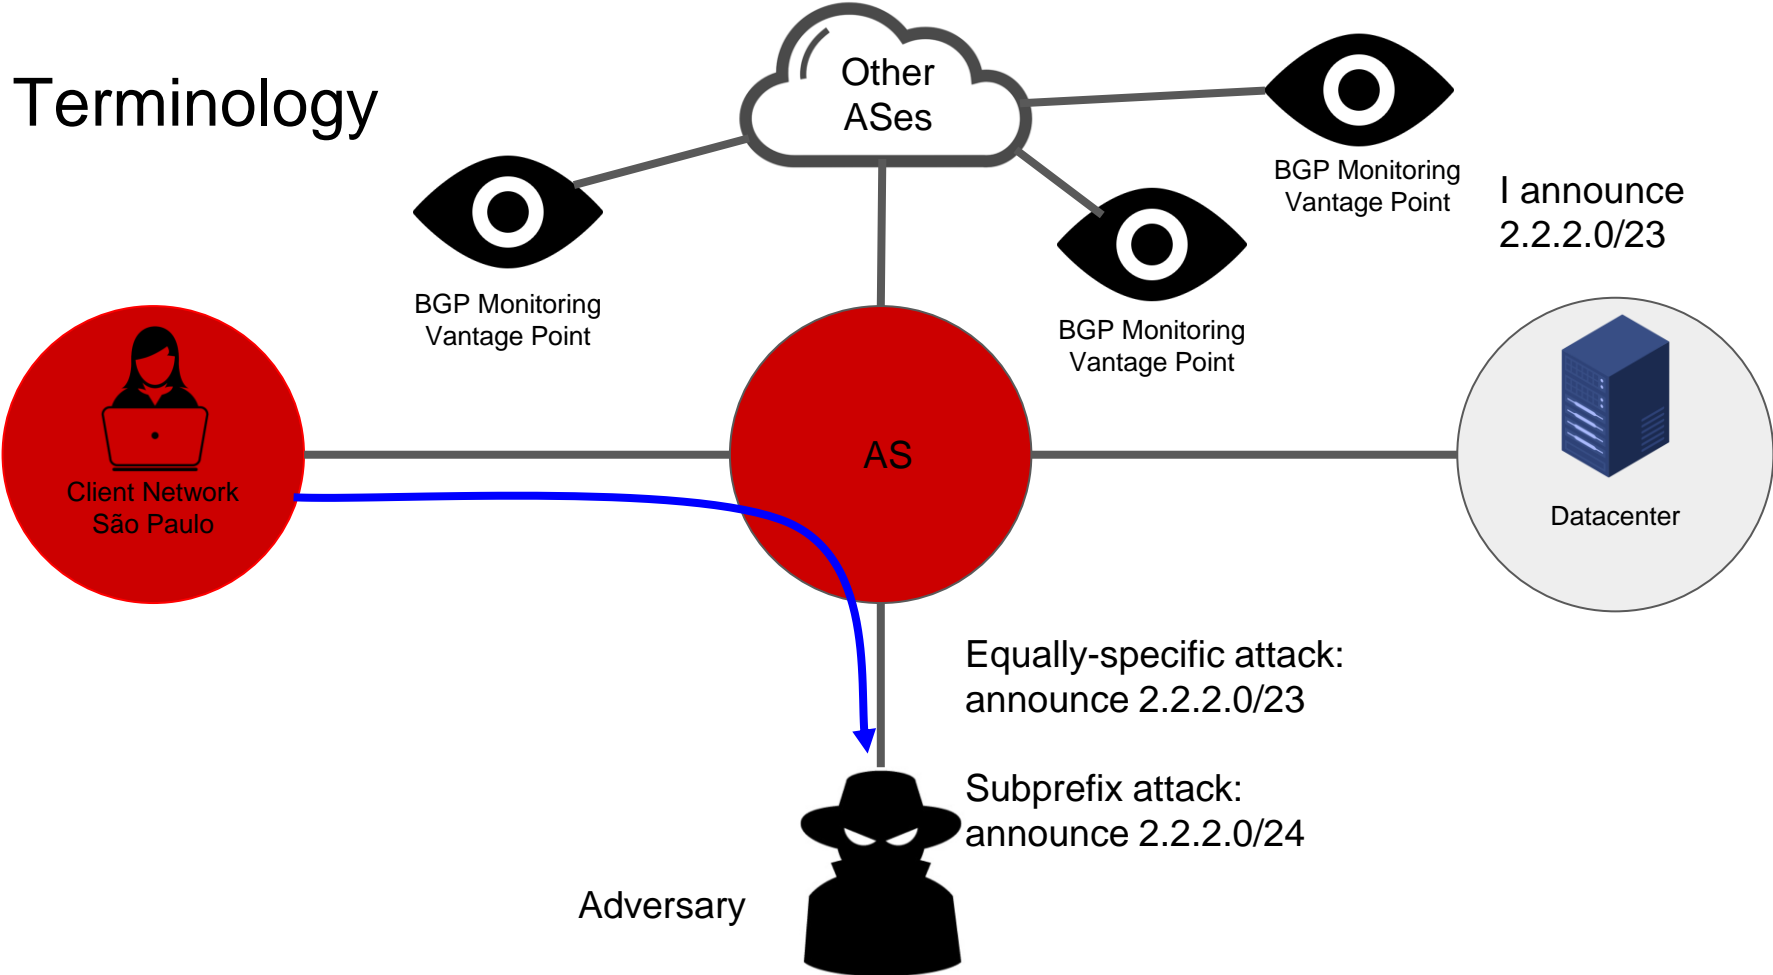 Terminology
Other
ASes
BGP Monitoring
Vantage Point
I announce
2.2.2.0/23
BGP Monitoring
Vantage Point
BGP Monitoring
Vantage Point
Client Network
São Paulo
AS
Datacenter
Equally-specific attack:
announce 2.2.2.0/23
Subprefix attack:
announce 2.2.2.0/24
Adversary